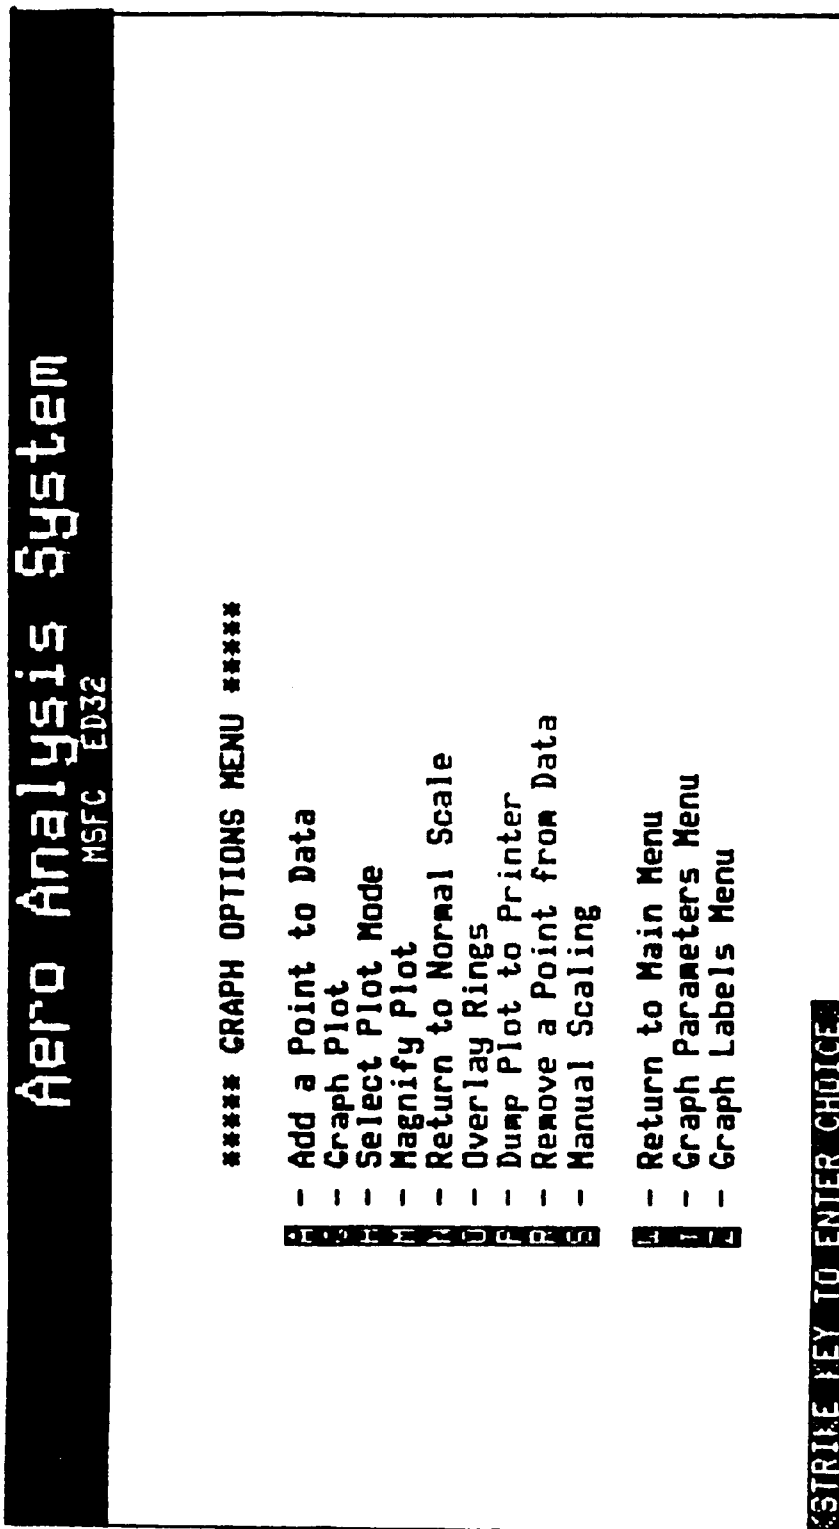 Aero Analysis System
MSFC ED32
***** GRAPH OPTIONS MENU *****
A - Add a Point to Data
G - Graph Plot
H - Select Plot Mode
M - Magnify Plot
N - Return to Normal Scale
O - Overlay Rings
P - Dump Plot to Printer
R - Remove a Point from Data
S - Manual Scaling
- Return to Main Menu
- Graph Parameters Menu
- Graph Labels Menu
STRIKE KEY TO ENTER CHOICE